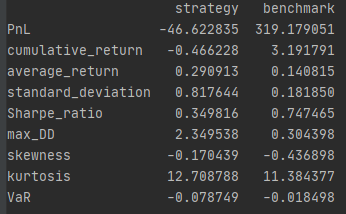 strategy benchmark
PnL -46.622835 319.179051
cumulative_return -0.466228 3.191791
average_return 0.290913 0.140815
standard_deviation 0.817644 0.181850
Sharpe_ratio 0.349816 0.747465
max_DD 2.349538 0.304398
skewness -0.170439 -0.436898
kurtosis 12.708788 11.384377
VaR -0.078749 -0.018498